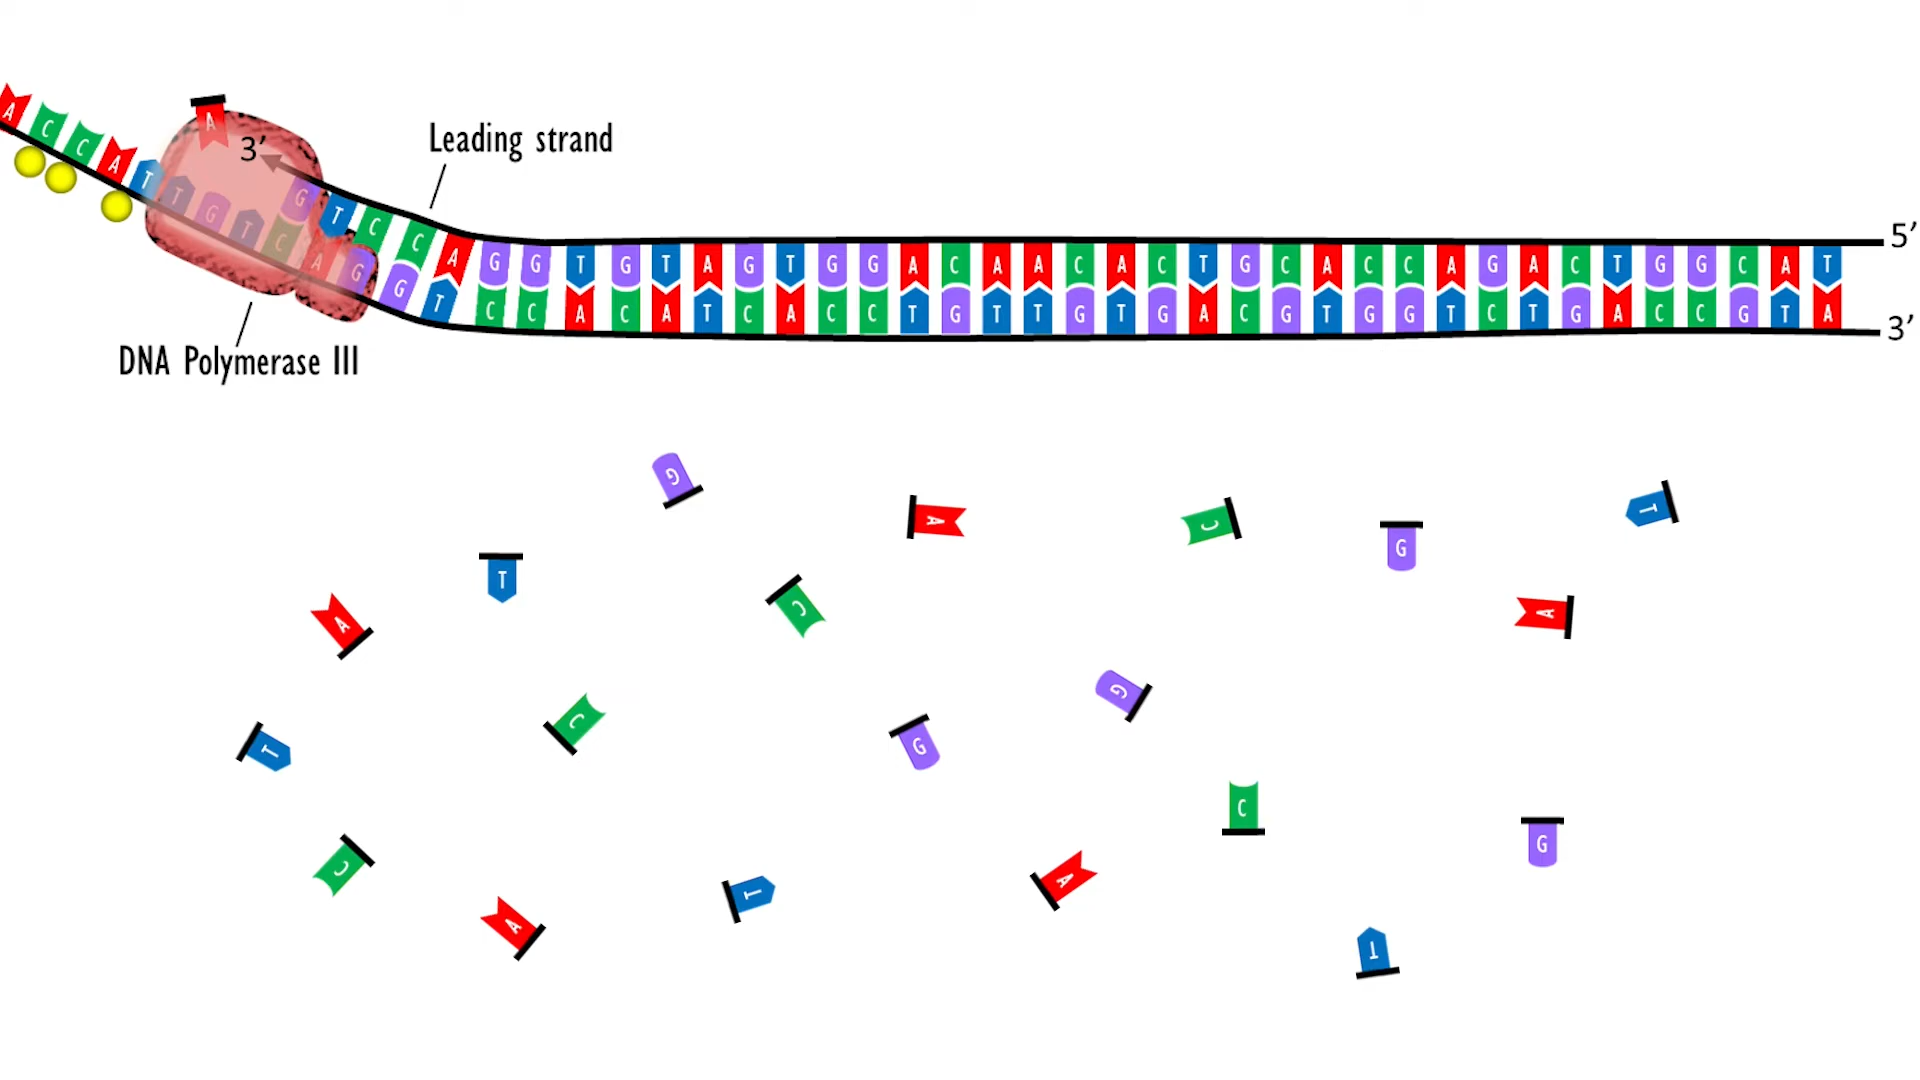 Leading strand
3’
5’
A C C A T T G T C A G G T C C A C A T C A C C T G T T G T G A C G T G G T C T G A C C G T A
A
G T C C A G G T G T A G T G G A C A A C A C T G C A C C A G A C T G G C A T
3’
DNA Polymerase III
G
A
C
G
T
T
C
A
A
C
G
G
T
C
G
C
T
A
A
T